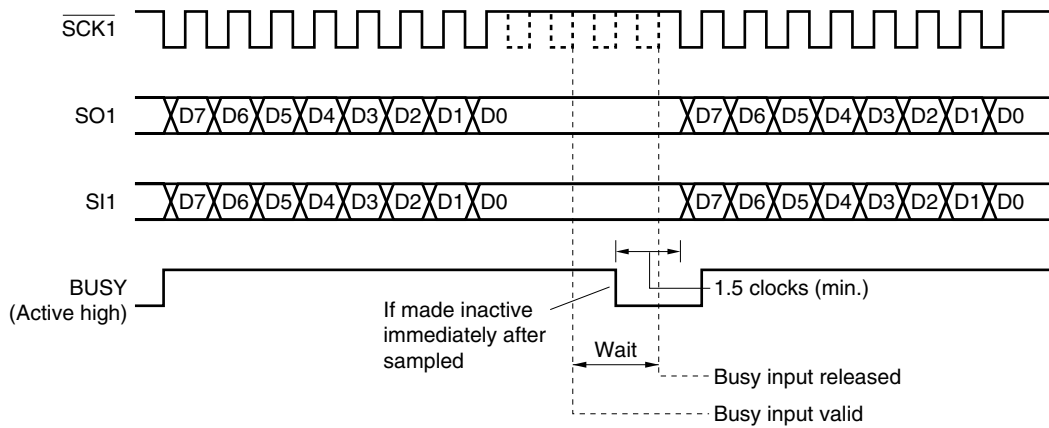 SCK1
SO1 D7 D6 D5 D4 D3 D2 D1 D0 D7 D6 D5 D4 D3 D2 D1 D0
SI1 D7 D6 D5 D4 D3 D2 D1 D0 D7 D6 D5 D4 D3 D2 D1 D0
BUSY
(Active high)
1.5 clocks (min.)
If made inactive
immediately after
sampled
Wait
Busy input released
Busy input valid